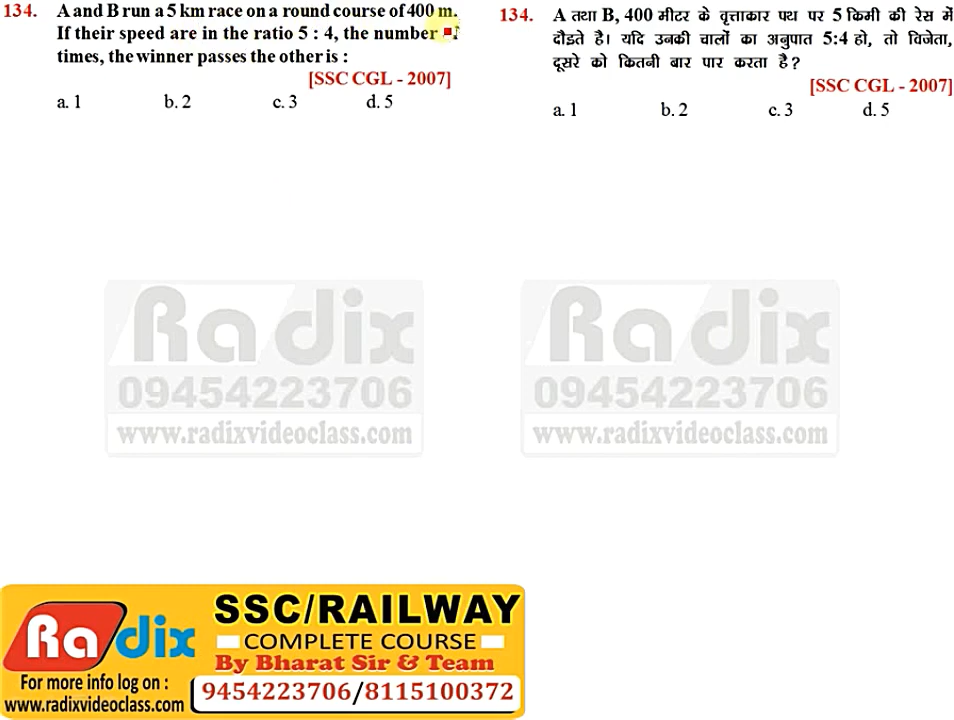 134. A and B run a 5 km race on a round course of 400 m.
If their speed are in the ratio 5 : 4, the number
times, the winner passes the other is :
[SSC CGL - 2007]
a. 1 b. 2 c. 3 d. 5
134. A तथा B, 400 मीटर के वृत्ताकार पथ पर 5 किमी की रेस में
दौड़ते है। यदि उनकी चालों का अनुपात 5:4 हो, तो विजेता,
दूसरे को कितनी बार पार करता है?
[SSC CGL - 2007]
a. 1 b. 2 c. 3 d. 5
Radix
09454223706
www.radixvideoclass.com
Radix
09454223706
www.radixvideoclass.com
Radix
For more info log on :
www.radixvideoclass.com
SSC/RAILWAY
COMPLETE COURSE
By Bharat Sir & Team
9454223706/8115100372